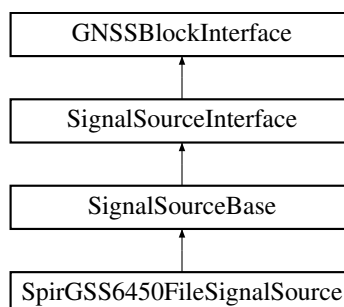 GNSSBlockInterface
SignalSourceInterface
SignalSourceBase
SpirGSS6450FileSignalSource